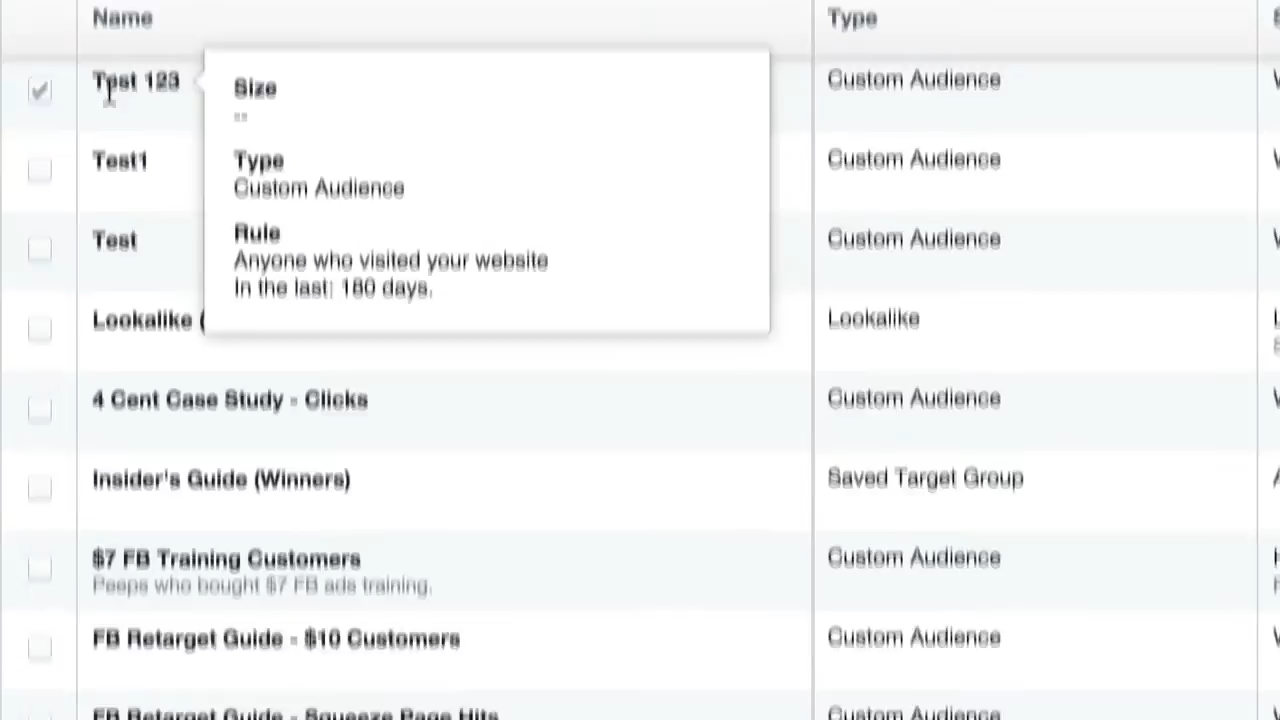 Name
Type
Test 123
Custom Audience
Size
--
Type
Custom Audience
Rule
Anyone who visited your website
in the last: 180 days.
Test1
Custom Audience
Test
Custom Audience
Lookalike (
Lookalike
4 Cent Case Study - Clicks
Custom Audience
Insider's Guide (Winners)
Saved Target Group
$7 FB Training Customers
Custom Audience
Peeps who bought $7 FB ads training.
FB Retarget Guide - $10 Customers
Custom Audience
FB Retarget Guide - Squeeze Page Hits
Custom Audience